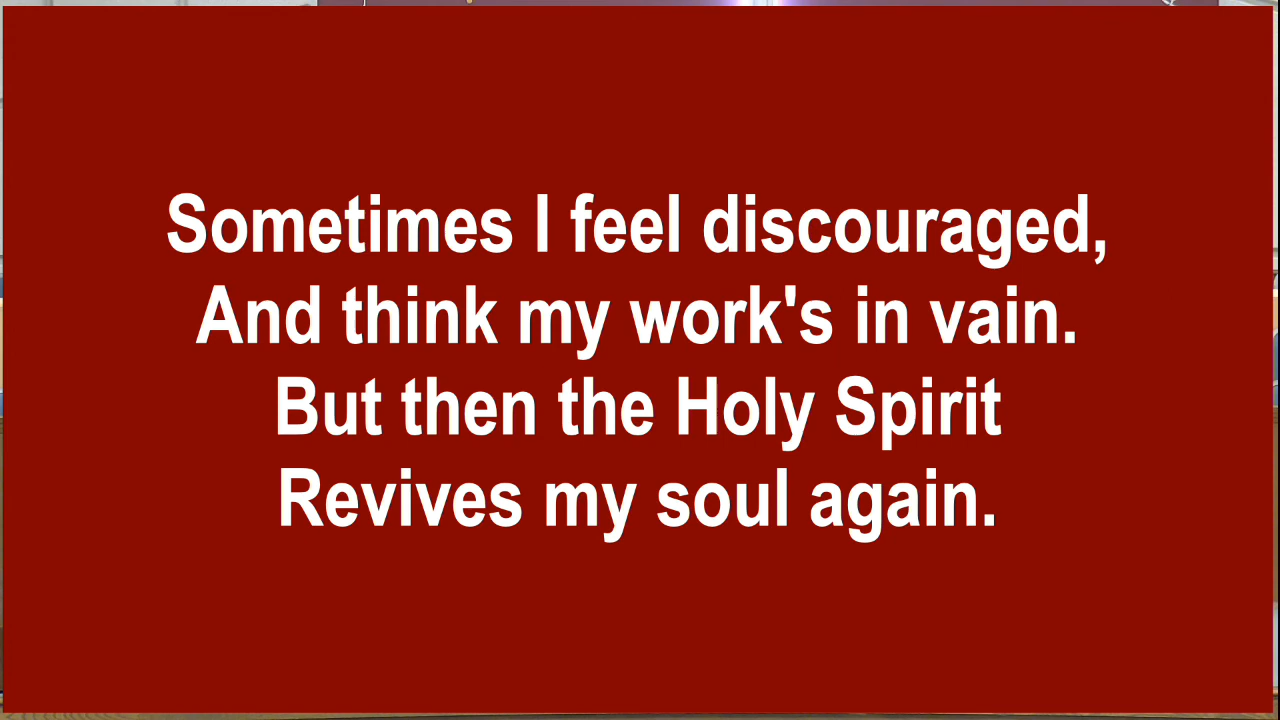 Sometimes I feel discouraged,
And think my work's in vain.
But then the Holy Spirit
Revives my soul again.